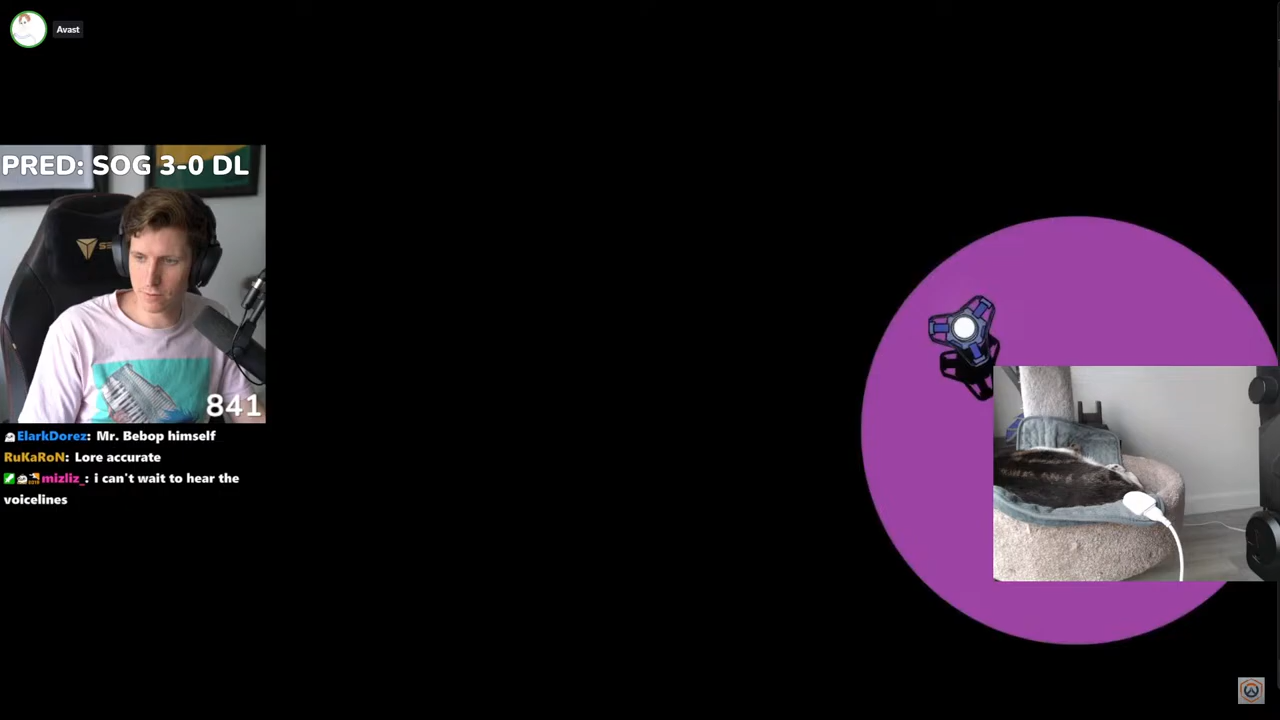 Avast
PRED: SOG 3-0 DL
841
ElarkDorez: Mr. Bebop himself
RuKaRoN: Lore accurate
mizliz_: i can't wait to hear the
voicelines